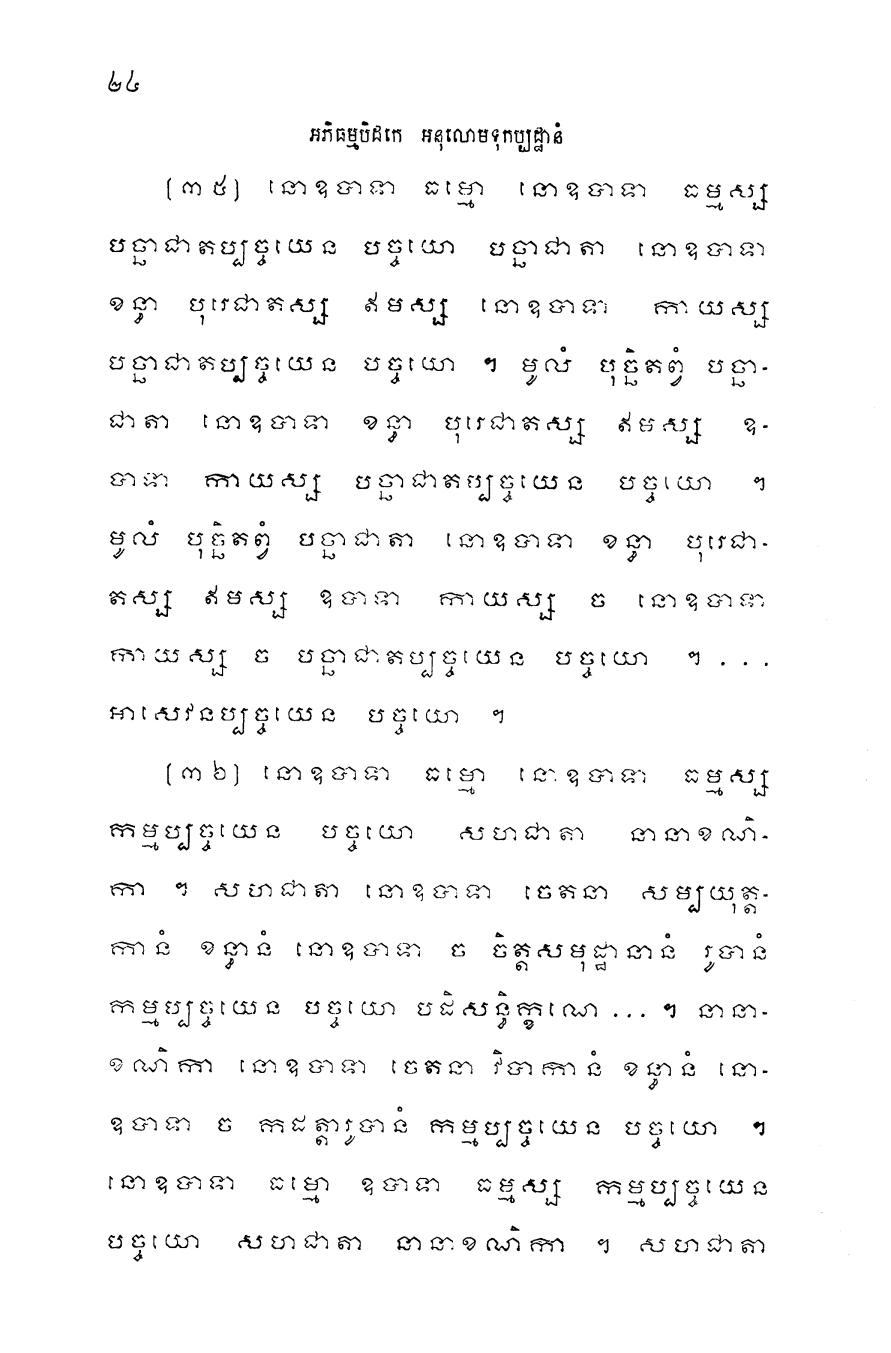 ២៤
អភិធម្មបិដកេ អនុលោមទុកប្បដ្ឋានំ
[៣៥] នោឧបាទា ធម្មោ នោឧបាទា ធម្មស្ស
បច្ឆាជាតប្បច្ចយេន បច្ចយោ បច្ឆាជាតា នោឧបាទា
ខន្ធា បុរេជាតស្ស ឥមស្ស នោឧបាទា កាយស្ស
បច្ឆាជាតប្បច្ចយេន បច្ចយោ ។ មូលំ បុច្ឆិតព្វំ បច្ឆា-
ជាតា នោឧបាទា ខន្ធា បុរេជាតស្ស ឥមស្ស ឧ-
បាទា កាយស្ស បច្ឆាជាតប្បច្ចយេន បច្ចយោ ។
មូលំ បុច្ឆិតព្វំ បច្ឆាជាតា នោឧបាទា ខន្ធា បុរេជា-
តស្ស ឥមស្ស ឧបាទា កាយស្ស ច នោឧបាទា
កាយស្ស ច បច្ឆាជាតប្បច្ចយេន បច្ចយោ ។ . . .
អាសេវនប្បច្ចយេន បច្ចយោ ។
[៣៦] នោឧបាទា ធម្មោ នោឧបាទា ធម្មស្ស
កម្មប្បច្ចយេន បច្ចយោ សហជាតា នានាខណិ-
កា ។ សហជាតា នោឧបាទា ចេតនា សម្បយុត្ត-
កានំ ខន្ធានំ នោឧបាទា ច ចិត្តសមុដ្ឋានានំ រូបានំ
កម្មប្បច្ចយេន បច្ចយោ បដិសន្ធិក្ខណេ ... ។ នានា-
ខណិកា នោឧបាទា ចេតនា វិបាកានំ ខន្ធានំ នោ-
ឧបាទា ច កដត្តារូបានំ កម្មប្បច្ចយេន បច្ចយោ ។
នោឧបាទា ធម្មោ ឧបាទា ធម្មស្ស កម្មប្បច្ចយេន
បច្ចយោ សហជាតា នានាខណិកា ។ សហជាតា